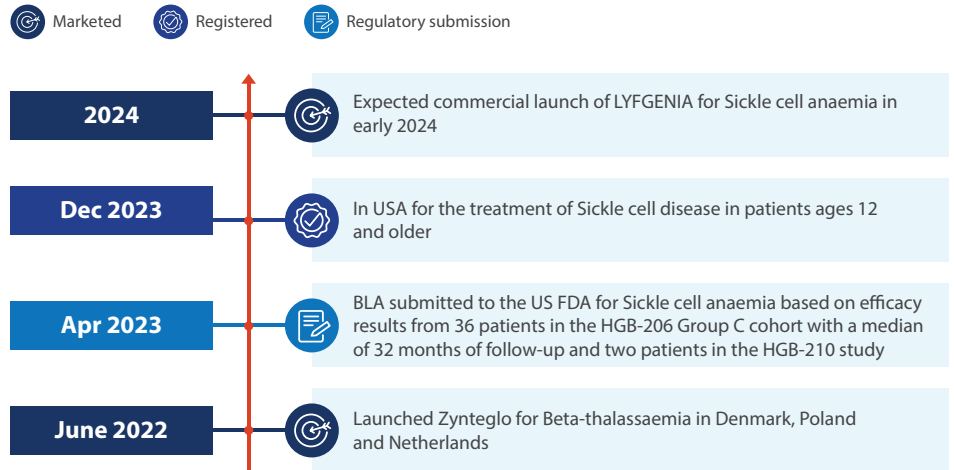 Marketed
Registered
Regulatory submission
2024
Expected commercial launch of LYFGENIA for Sickle cell anaemia in
early 2024
Dec 2023
In USA for the treatment of Sickle cell disease in patients ages 12
and older
Apr 2023
BLA submitted to the US FDA for Sickle cell anaemia based on efficacy
results from 36 patients in the HGB-206 Group C cohort with a median
of 32 months of follow-up and two patients in the HGB-210 study
June 2022
Launched Zynteglo for Beta-thalassaemia in Denmark, Poland
and Netherlands